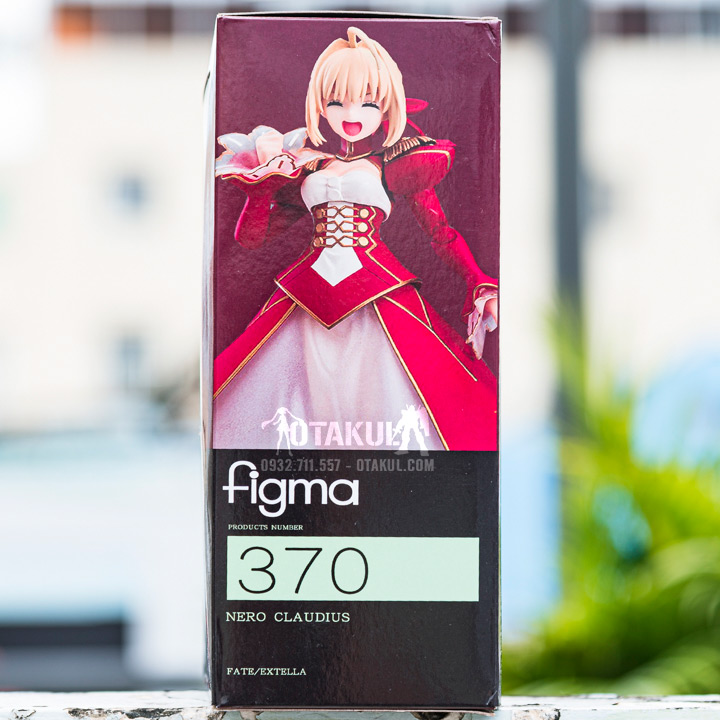 OTAKUL
0932.711.557 - OTAKUL.COM
figma
PRODUCTS NUMBER
370
NERO CLAUDIUS
FATE/EXTELLA